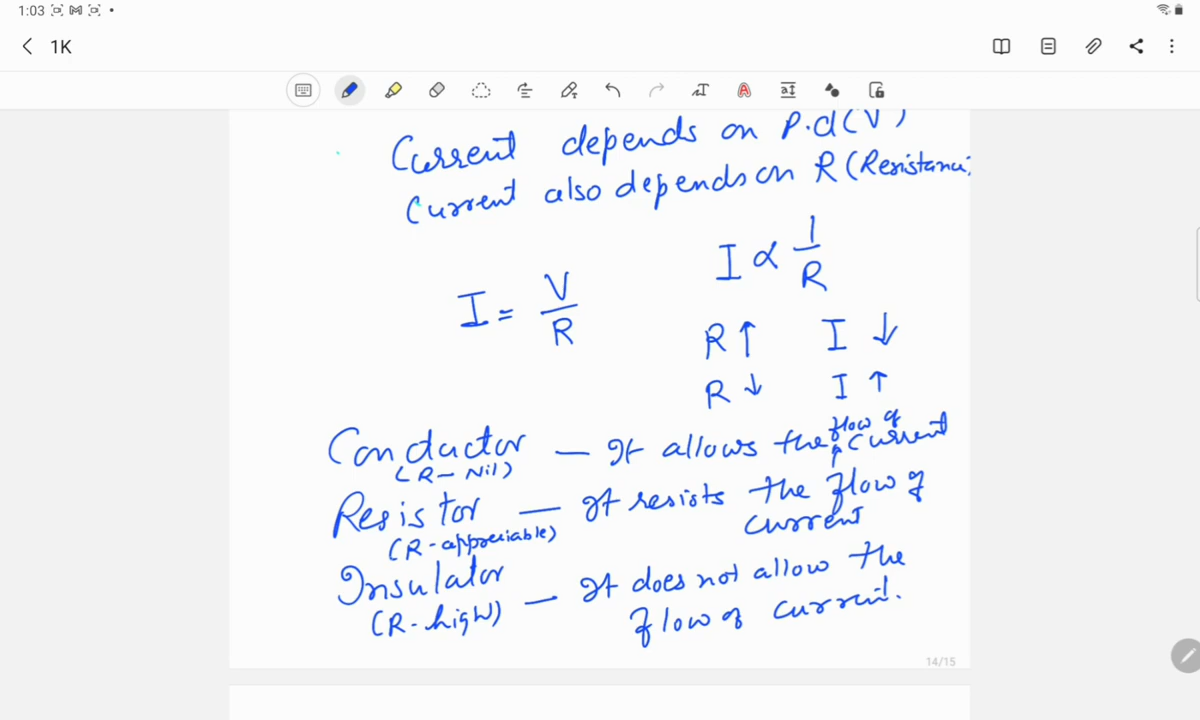 1:03
1K
Current depends on P.d(V)
Current also depends on R (Resistance)
I ∝ 1/R
I = V/R
R ↑ I ↓
R ↓ I ↑
Conductor — It allows the flow of current
(R - Nil)
Resistor — It resists the flow of
current
(R - appreciable)
Insulator — It does not allow the
(R - high) flow of current.
14/15